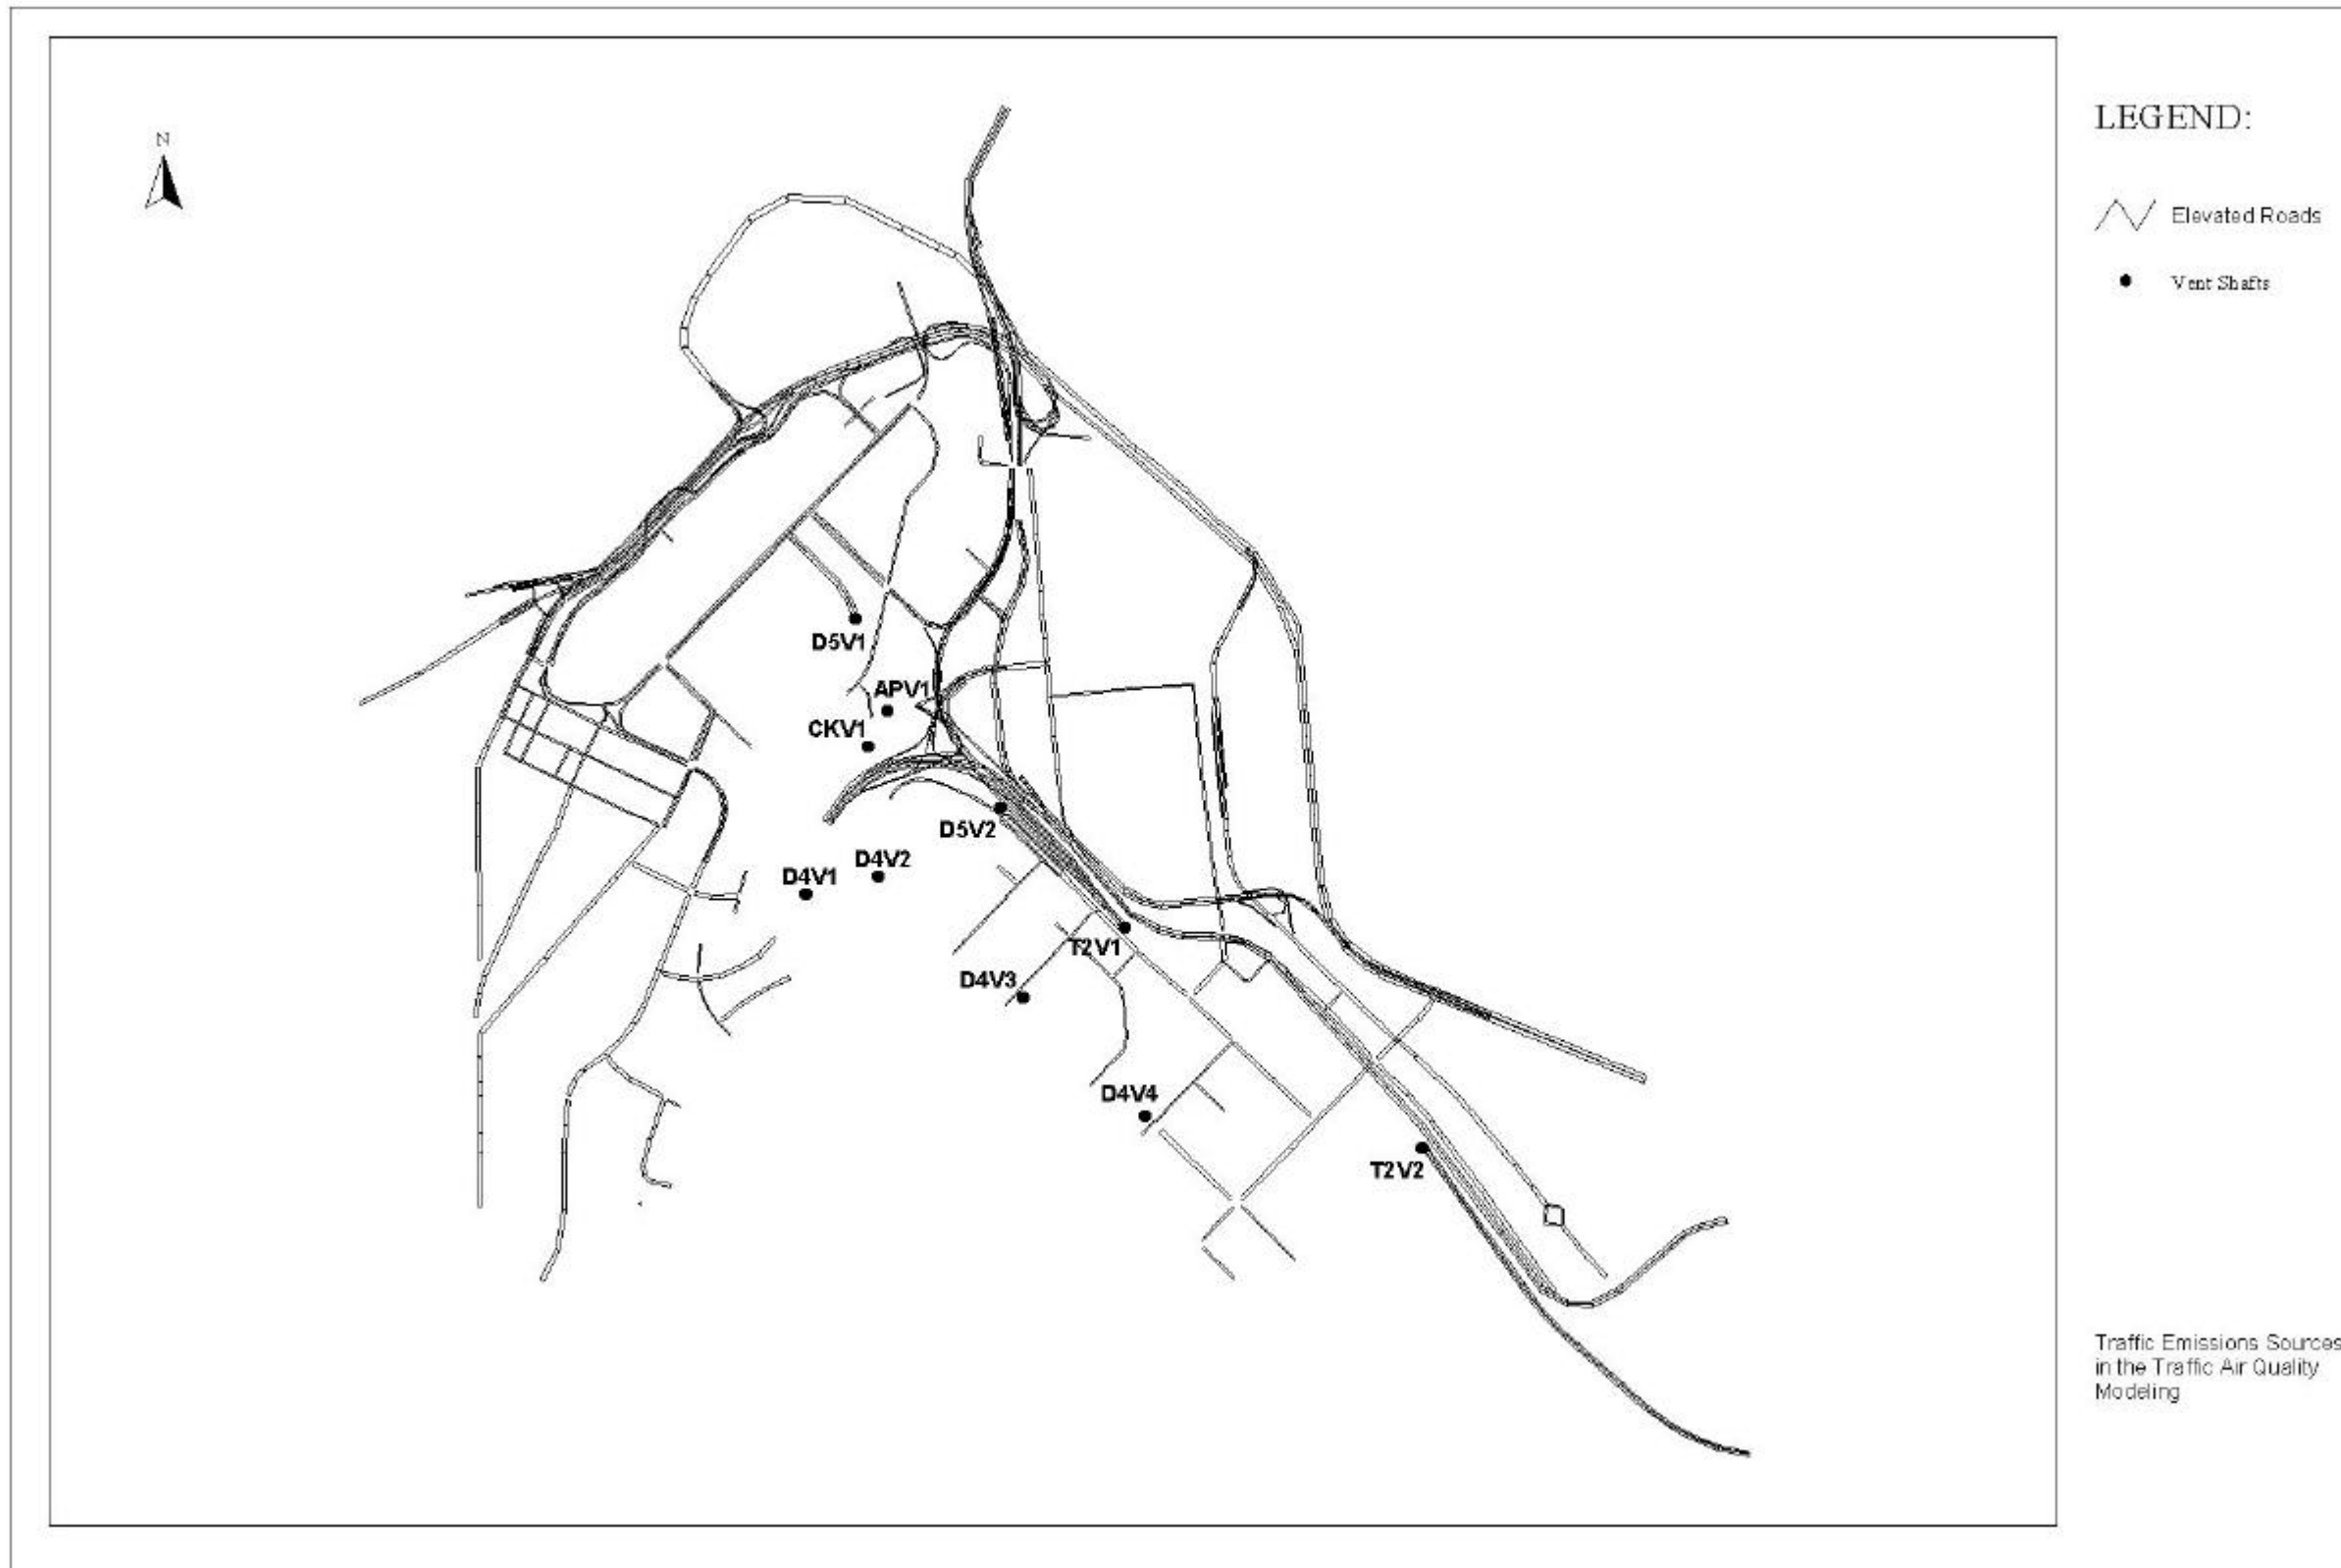 LEGEND:
N
Elevated Roads
Vent Shafts
D5V1
APV1
CKV1
D5V2
D4V2
D4V1
T2V1
D4V3
D4V4
T2V2
Traffic Emissions Sources
in the Traffic Air Quality
Modeling